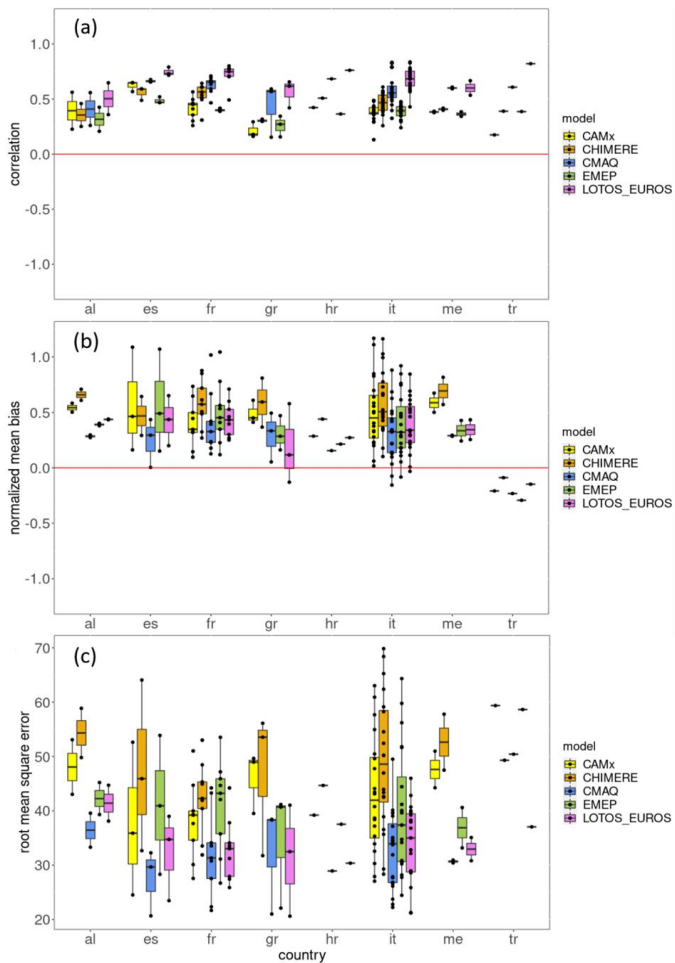 (a)
1.0
0.5
0.0
-0.5
-1.0
correlation
al es fr gr hr it me tr
model
CAMx
CHIMERE
CMAQ
EMEP
LOTOS_EUROS
(b)
1.0
0.5
0.0
-0.5
-1.0
normalized mean bias
al es fr gr hr it me tr
model
CAMx
CHIMERE
CMAQ
EMEP
LOTOS_EUROS
(c)
70
60
50
40
30
20
root mean square error
al es fr gr hr it me tr
country
model
CAMx
CHIMERE
CMAQ
EMEP
LOTOS_EUROS